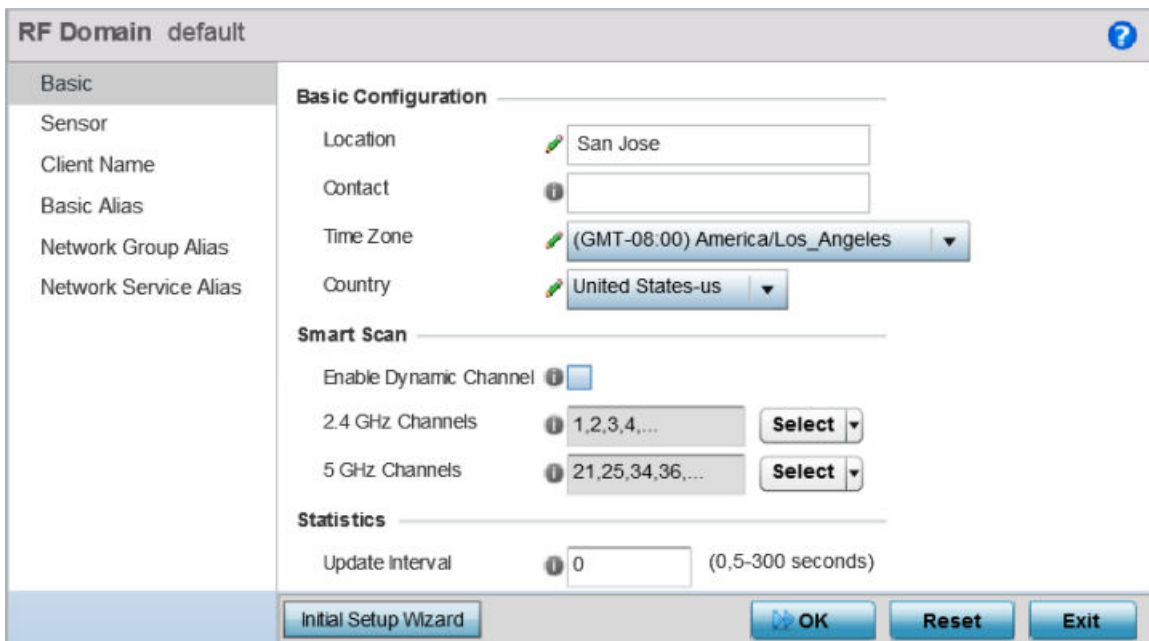 RF Domain default
?
Basic
Sensor
Client Name
Basic Alias
Network Group Alias
Network Service Alias
Basic Configuration
Location San Jose
Contact
Time Zone (GMT-08:00) America/Los_Angeles
Country United States-us
Smart Scan
Enable Dynamic Channel
2.4 GHz Channels 1,2,3,4,... Select
5 GHz Channels 21,25,34,36,... Select
Statistics
Update Interval 0 (0,5-300 seconds)
Initial Setup Wizard OK Reset Exit